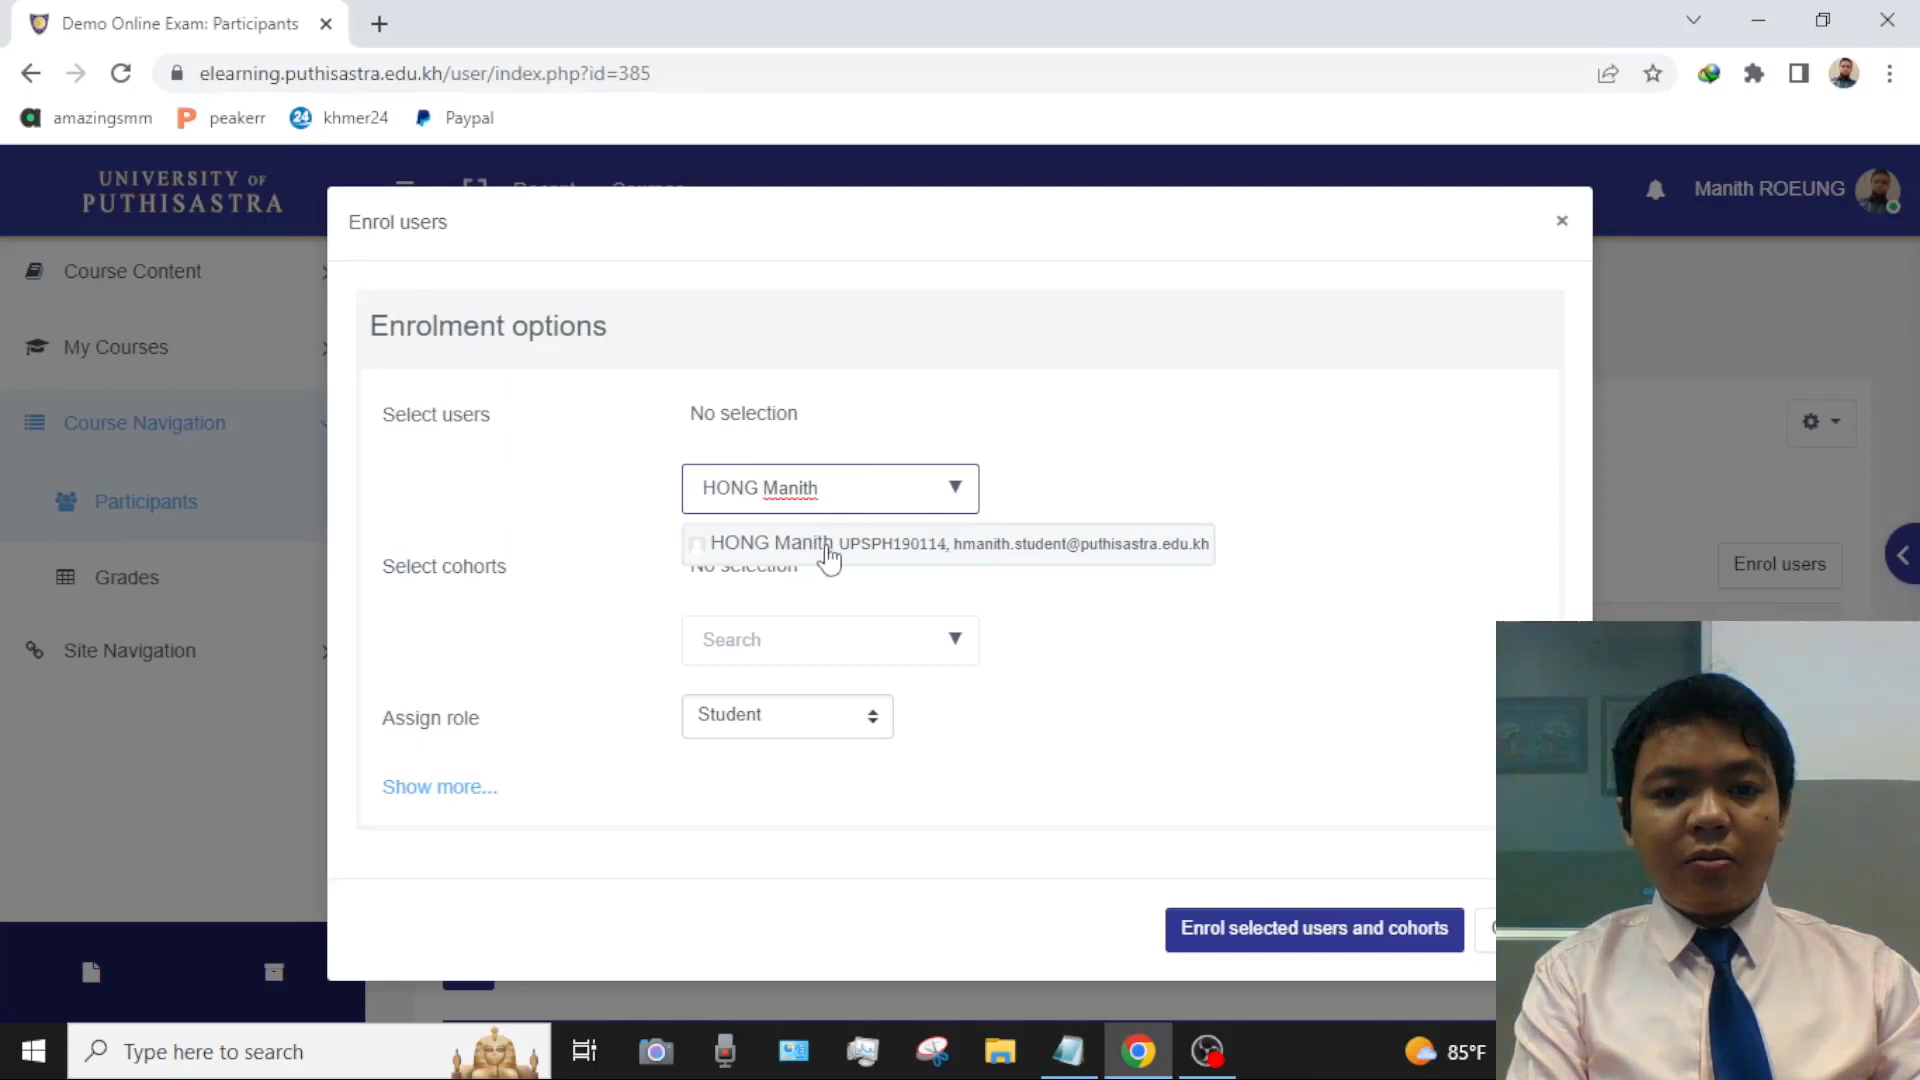 Demo Online Exam: Participants
elearning.puthisastra.edu.kh/user/index.php?id=385
amazingsmm
peakerr
24
khmer24
Paypal
UNIVERSITY OF
PUTHISASTRA
Manith ROEUNG
Enrol users
Course Content
Enrolment options
My Courses
Select users
No selection
Course Navigation
HONG Manith
Participants
HONG Manith UPSPH190114, hmanith.student@puthisastra.edu.kh
Select cohorts
No selection
Enrol users
Grades
Search
Site Navigation
Assign role
Student
Show more...
Enrol selected users and cohorts
Type here to search
85°F